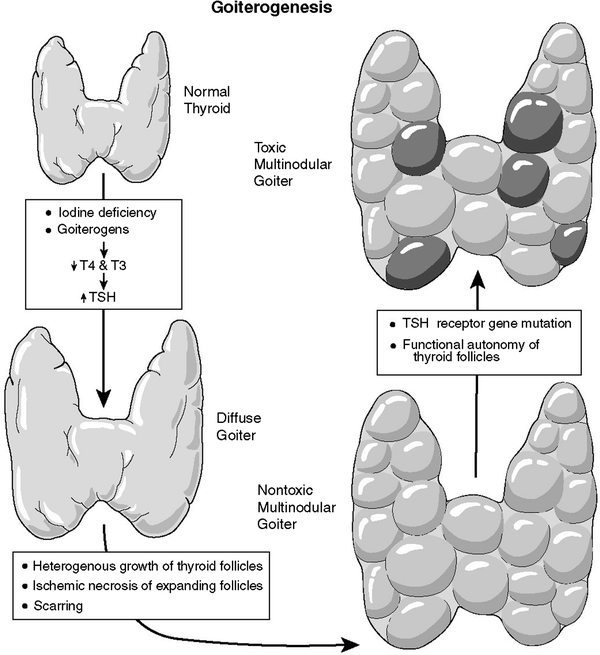 Goiterogenesis
Normal
Thyroid
• Iodine deficiency
• Goiterogens
↓ T4 & T3
↑ TSH
Diffuse
Goiter
• Heterogenous growth of thyroid follicles
• Ischemic necrosis of expanding follicles
• Scarring
Nontoxic
Multinodular
Goiter
• TSH receptor gene mutation
• Functional autonomy of
thyroid follicles
Toxic
Multinodular
Goiter